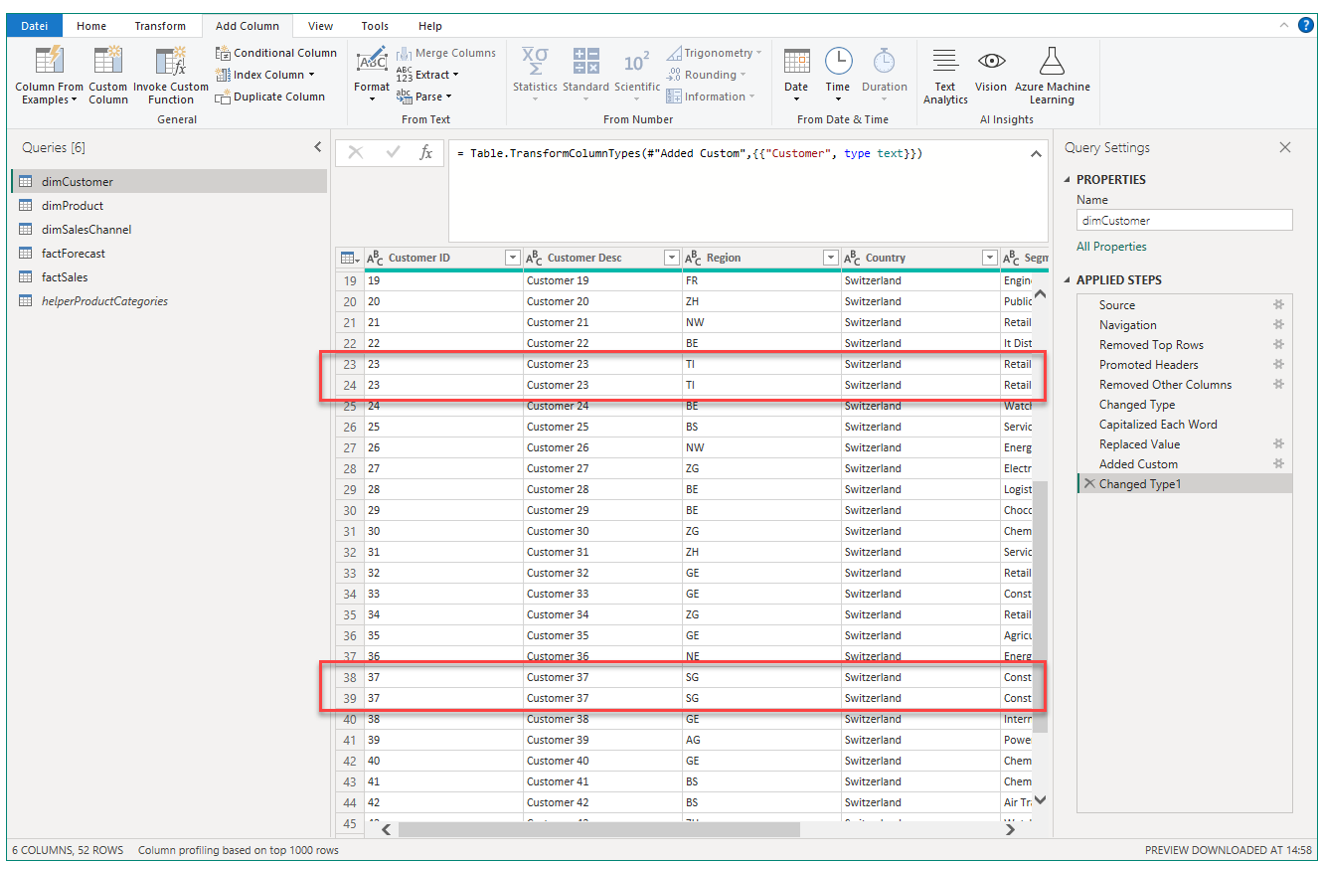 Datei Home Transform Add Column View Tools Help
Column From Examples Custom Column Invoke Custom Function Conditional Column Index Column Duplicate Column
General
Format Merge Columns Extract Parse
From Text
Statistics Standard Scientific Trigonometry Rounding Information
From Number
Date Time Duration
From Date & Time
Text Analytics Vision Azure Machine Learning
AI Insights
Queries [6]
dimCustomer
dimProduct
dimSalesChannel
factForecast
factSales
helperProductCategories
= Table.TransformColumnTypes(#"Added Custom",{{"Customer", type text}})
Customer ID Customer Desc Region Country Segm
19 19 Customer 19 FR Switzerland Engin
20 20 Customer 20 ZH Switzerland Public
21 21 Customer 21 NW Switzerland Retail
22 22 Customer 22 BE Switzerland It Dist
23 23 Customer 23 TI Switzerland Retail
24 23 Customer 23 TI Switzerland Retail
25 24 Customer 24 BE Switzerland Watch
26 25 Customer 25 BS Switzerland Servic
27 26 Customer 26 NW Switzerland Energ
28 27 Customer 27 ZG Switzerland Electr
29 28 Customer 28 BE Switzerland Logist
30 29 Customer 29 BE Switzerland Choco
31 30 Customer 30 ZG Switzerland Chem
32 31 Customer 31 ZH Switzerland Servic
33 32 Customer 32 GE Switzerland Retail
34 33 Customer 33 GE Switzerland Const
35 34 Customer 34 ZG Switzerland Retail
36 35 Customer 35 GE Switzerland Agricu
37 36 Customer 36 NE Switzerland Energ
38 37 Customer 37 SG Switzerland Const
39 37 Customer 37 SG Switzerland Const
40 38 Customer 38 GE Switzerland Intern
41 39 Customer 39 AG Switzerland Powe
42 40 Customer 40 GE Switzerland Chem
43 41 Customer 41 BS Switzerland Chem
44 42 Customer 42 BS Switzerland Air Tr
45
Query Settings
PROPERTIES
Name
dimCustomer
All Properties
APPLIED STEPS
Source
Navigation
Removed Top Rows
Promoted Headers
Removed Other Columns
Changed Type
Capitalized Each Word
Replaced Value
Added Custom
Changed Type1
6 COLUMNS, 52 ROWS Column profiling based on top 1000 rows PREVIEW DOWNLOADED AT 14:58